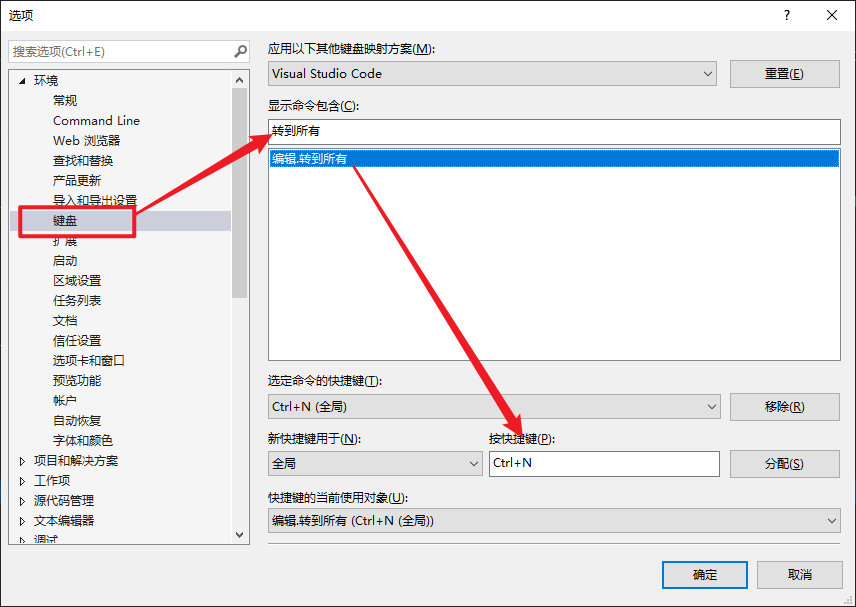 选项
?
搜索选项(Ctrl+E)
环境
常规
Command Line
Web 浏览器
查找和替换
产品更新
导入和导出设置
键盘
扩展
启动
区域设置
任务列表
文档
信任设置
选项卡和窗口
预览功能
帐户
自动恢复
字体和颜色
项目和解决方案
工作项
源代码管理
文本编辑器
调试
应用以下其他键盘映射方案(M):
Visual Studio Code
重置(E)
显示命令包含(C):
转到所有
编辑.转到所有
选定命令的快捷键(T):
Ctrl+N (全局)
移除(R)
新快捷键用于(N):
按快捷键(P):
全局
Ctrl+N
分配(S)
快捷键的当前使用对象(U):
编辑.转到所有 (Ctrl+N (全局))
确定
取消